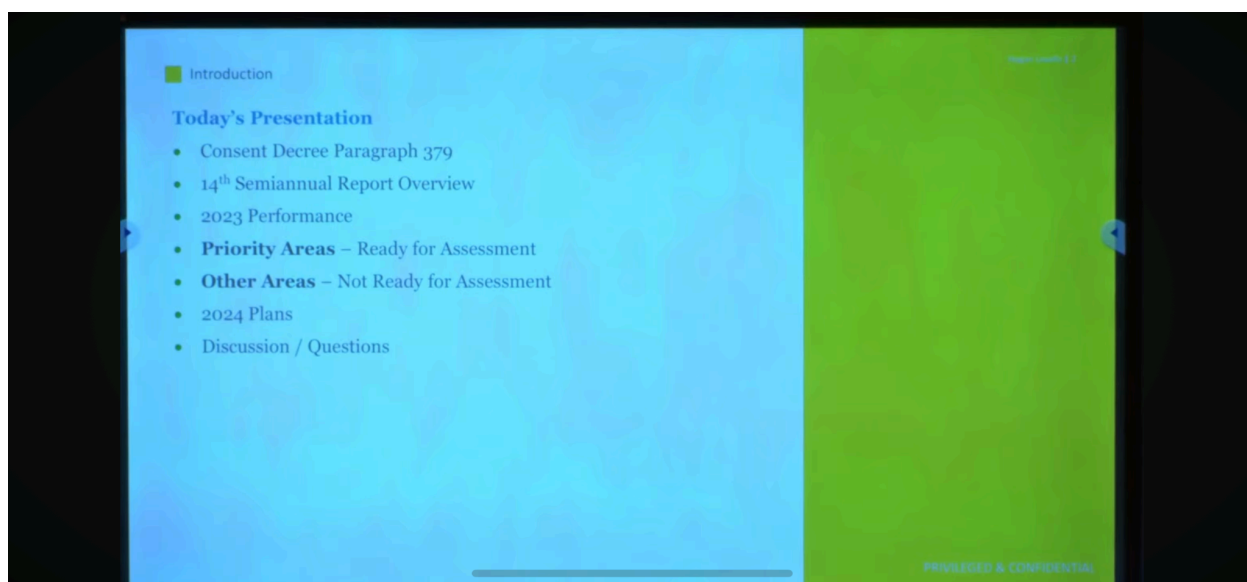 Introduction
Today's Presentation
• Consent Decree Paragraph 379
• 14th Semiannual Report Overview
• 2023 Performance
• Priority Areas – Ready for Assessment
• Other Areas – Not Ready for Assessment
• 2024 Plans
• Discussion / Questions
PRIVILEGED & CONFIDENTIAL